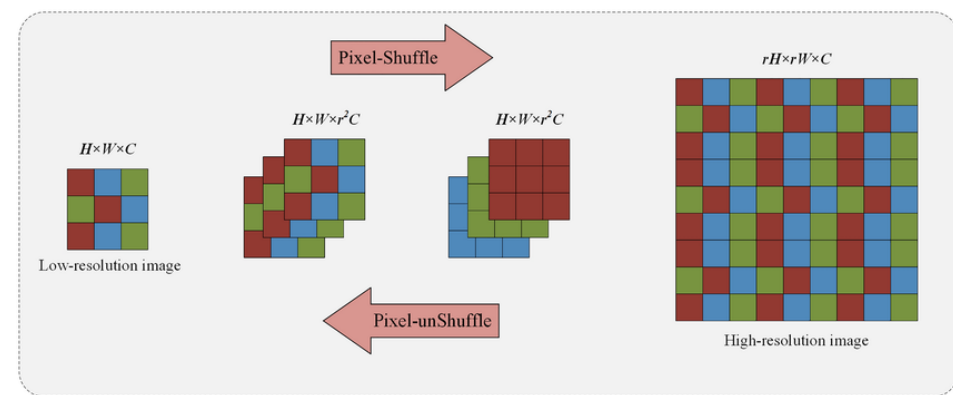 Pixel-Shuffle
rH×rW×C
H×W×r²C
H×W×r²C
H×W×C
Low-resolution image
Pixel-unShuffle
High-resolution image